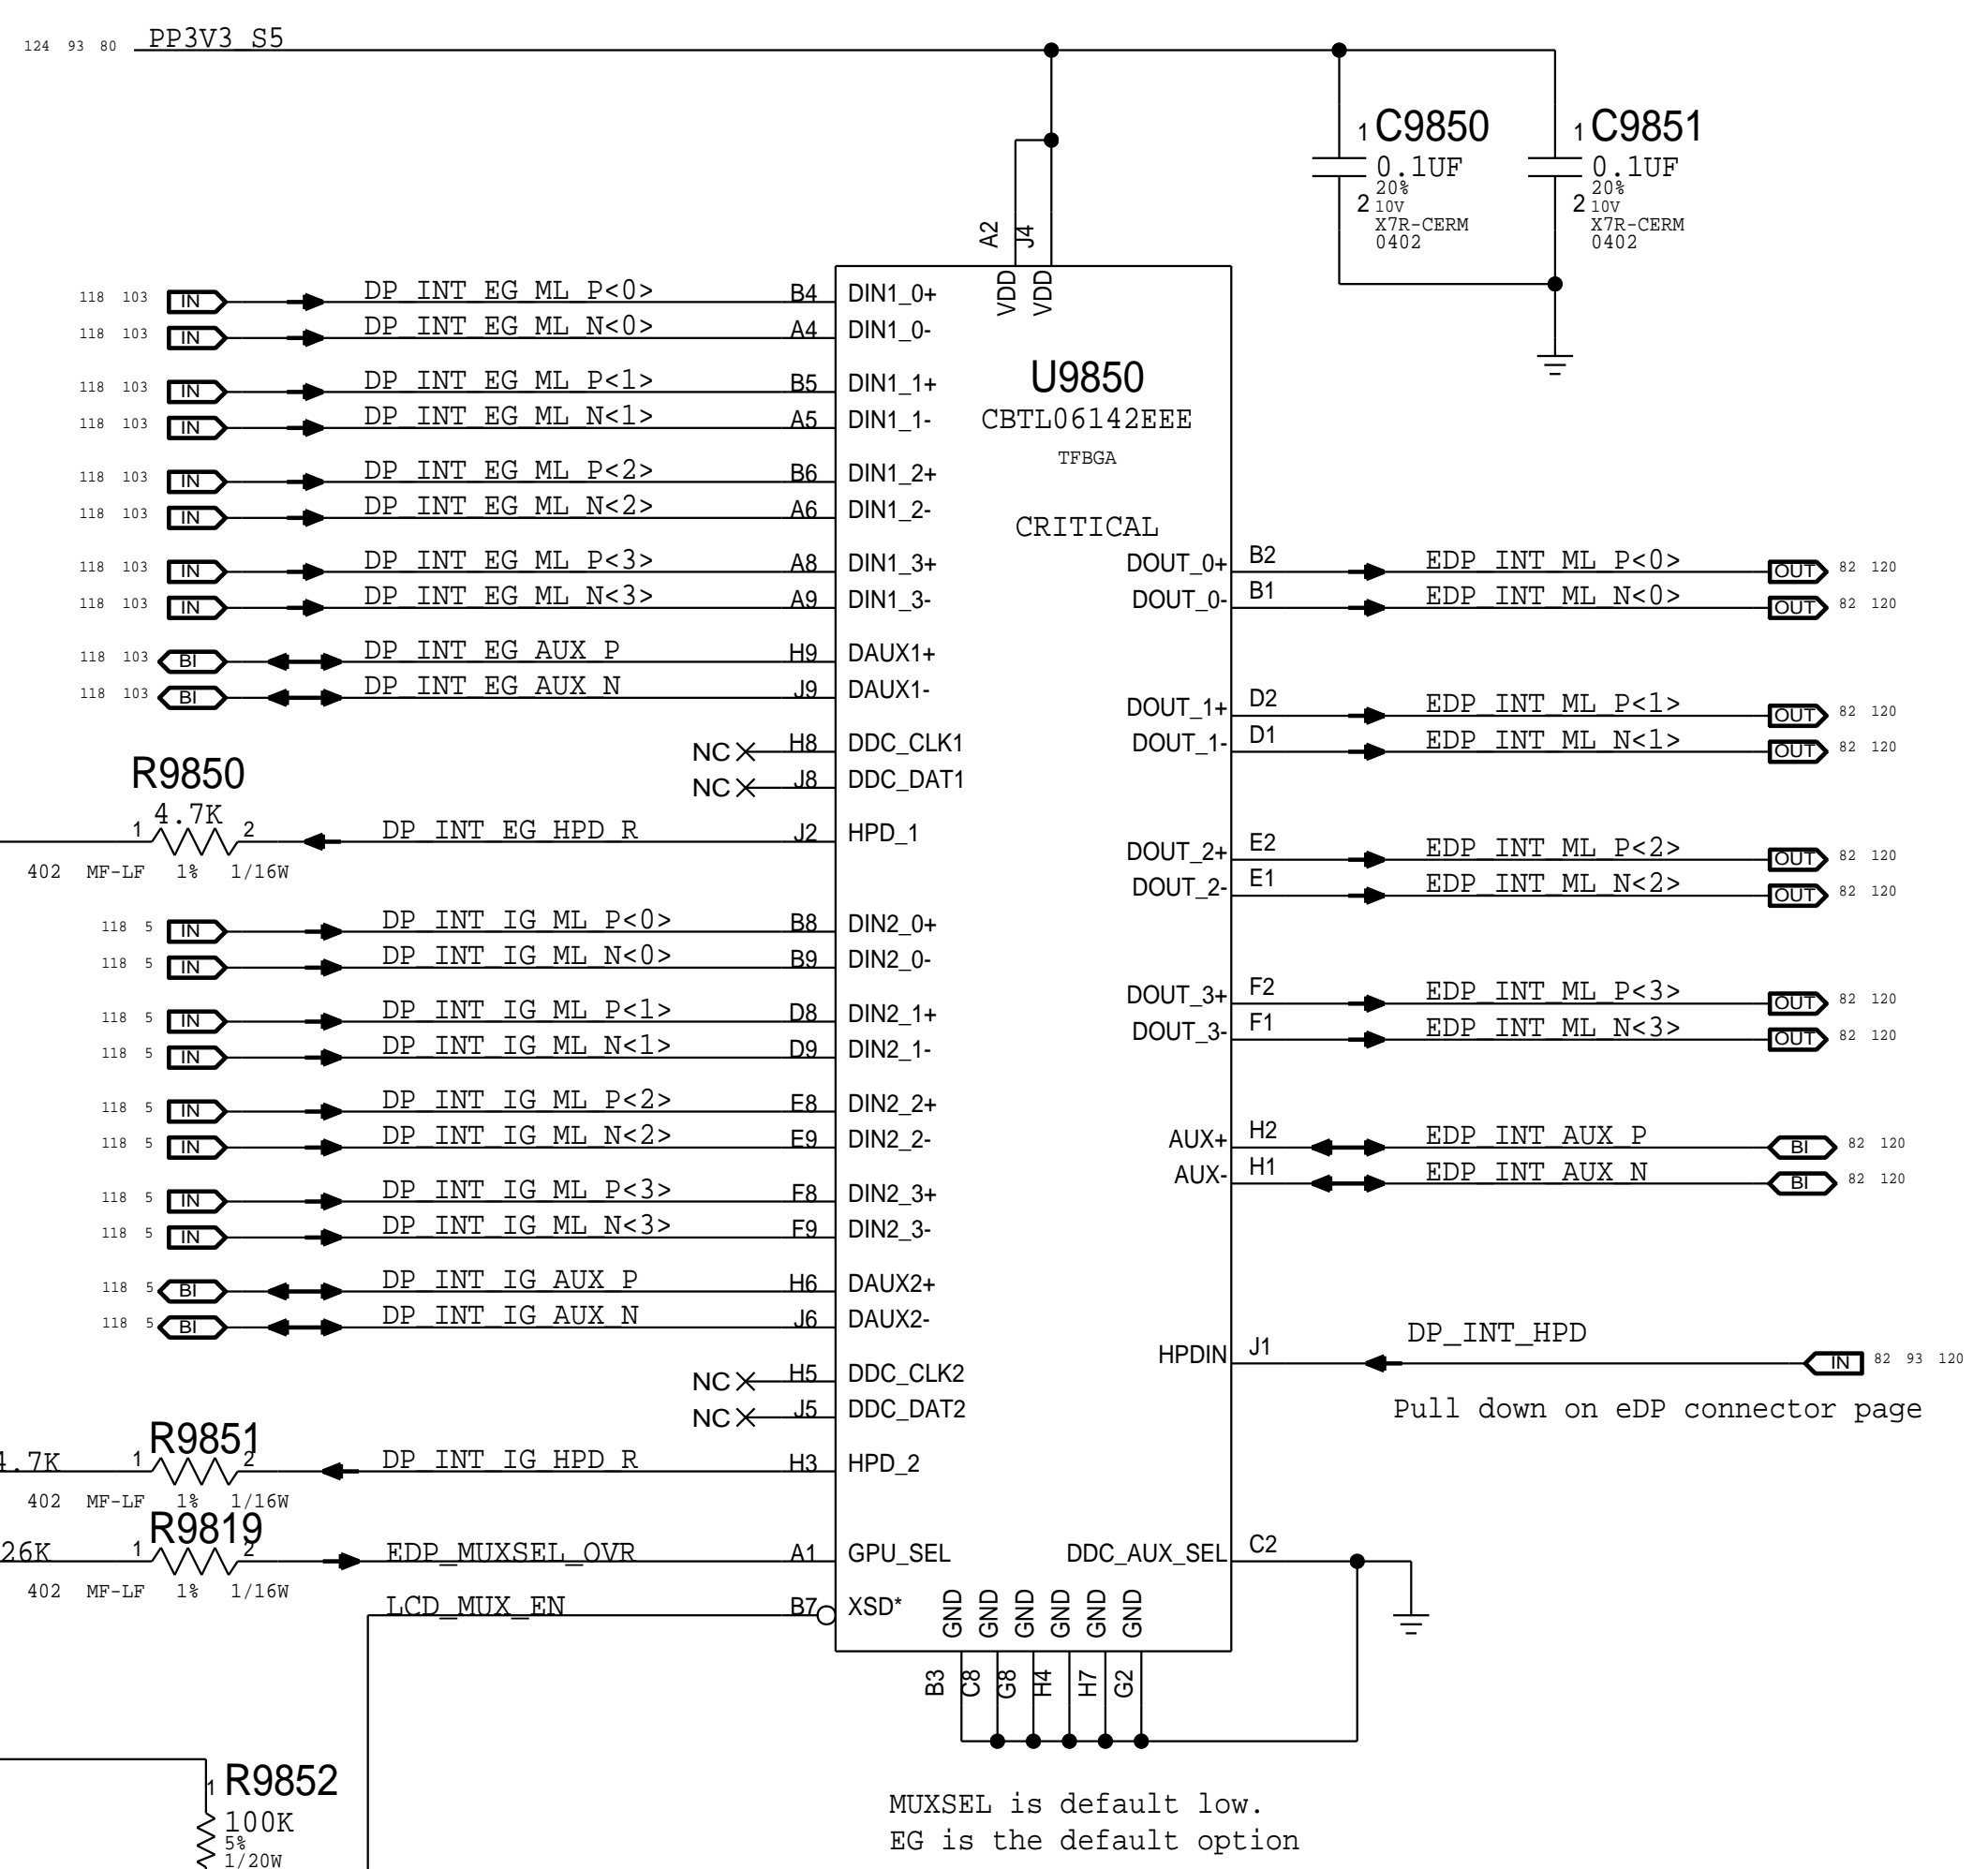 124 93 80 PP3V3_S5
1 C9850
0.1UF
20%
2 10V
X7R-CERM
0402
1 C9851
0.1UF
20%
2 10V
X7R-CERM
0402
A2 J4
VDD VDD
U9850
CBTL06142EEE
TFBGA
CRITICAL
118 103 IN DP_INT_EG_ML_P<0> B4 DIN1_0+
118 103 IN DP_INT_EG_ML_N<0> A4 DIN1_0-
118 103 IN DP_INT_EG_ML_P<1> B5 DIN1_1+
118 103 IN DP_INT_EG_ML_N<1> A5 DIN1_1-
118 103 IN DP_INT_EG_ML_P<2> B6 DIN1_2+
118 103 IN DP_INT_EG_ML_N<2> A6 DIN1_2-
118 103 IN DP_INT_EG_ML_P<3> A8 DIN1_3+
118 103 IN DP_INT_EG_ML_N<3> A9 DIN1_3-
118 103 BI DP_INT_EG_AUX_P H9 DAUX1+
118 103 BI DP_INT_EG_AUX_N J9 DAUX1-
NC H8 DDC_CLK1
NC J8 DDC_DAT1
R9850
4.7K
1 2 DP_INT_EG_HPD_R J2 HPD_1
402 MF-LF 1% 1/16W
118 5 IN DP_INT_IG_ML_P<0> B8 DIN2_0+
118 5 IN DP_INT_IG_ML_N<0> B9 DIN2_0-
118 5 IN DP_INT_IG_ML_P<1> D8 DIN2_1+
118 5 IN DP_INT_IG_ML_N<1> D9 DIN2_1-
118 5 IN DP_INT_IG_ML_P<2> E8 DIN2_2+
118 5 IN DP_INT_IG_ML_N<2> E9 DIN2_2-
118 5 IN DP_INT_IG_ML_P<3> F8 DIN2_3+
118 5 IN DP_INT_IG_ML_N<3> F9 DIN2_3-
118 5 BI DP_INT_IG_AUX_P H6 DAUX2+
118 5 BI DP_INT_IG_AUX_N J6 DAUX2-
NC H5 DDC_CLK2
NC J5 DDC_DAT2
R9851
.7K 1 2 DP_INT_IG_HPD_R H3 HPD_2
402 MF-LF 1% 1/16W
R9819
26K 1 2 EDP_MUXSEL_OVR A1 GPU_SEL
402 MF-LF 1% 1/16W
LCD_MUX_EN B7 XSD*
DOUT_0+ B2 EDP_INT_ML_P<0> OUT 82 120
DOUT_0- B1 EDP_INT_ML_N<0> OUT 82 120
DOUT_1+ D2 EDP_INT_ML_P<1> OUT 82 120
DOUT_1- D1 EDP_INT_ML_N<1> OUT 82 120
DOUT_2+ E2 EDP_INT_ML_P<2> OUT 82 120
DOUT_2- E1 EDP_INT_ML_N<2> OUT 82 120
DOUT_3+ F2 EDP_INT_ML_P<3> OUT 82 120
DOUT_3- F1 EDP_INT_ML_N<3> OUT 82 120
AUX+ H2 EDP_INT_AUX_P BI 82 120
AUX- H1 EDP_INT_AUX_N BI 82 120
HPDIN J1 DP_INT_HPD IN 82 93 120
Pull down on eDP connector page
DDC_AUX_SEL C2
GND GND GND GND GND GND
B3 C8 G8 H4 H7 G2
1 R9852
100K
5%
1/20W
MUXSEL is default low.
EG is the default option